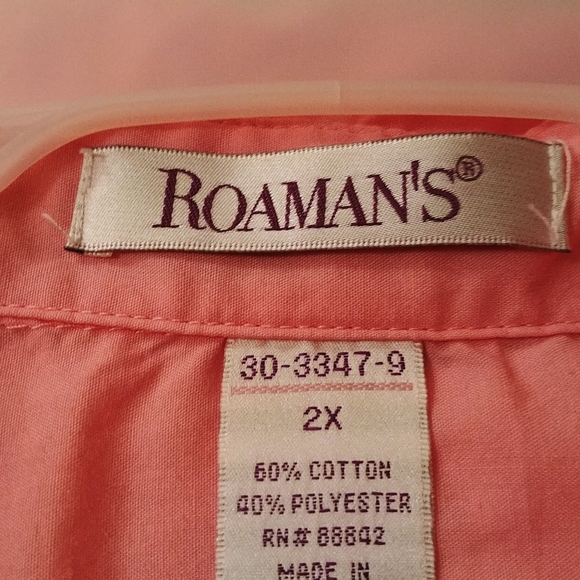 ROAMAN'S®
30-3347-9
2X
60% COTTON
40% POLYESTER
RN# 88842
MADE IN